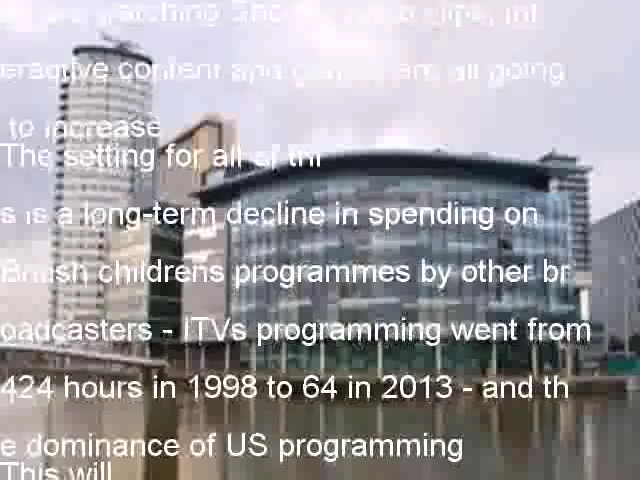 eractive content and games are all going
to increase
The setting for all of thi
s is a long-term decline in spending on
British childrens programmes by other br
oadcasters - ITVs programming went from
424 hours in 1998 to 64 in 2013 - and th
e dominance of US programming
This will